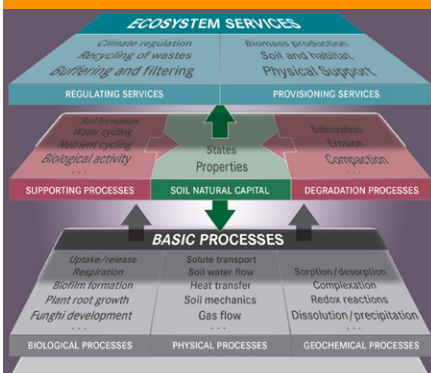 ECOSYSTEM SERVICES
Climate regulation
Recycling of wastes
Buffering and filtering
REGULATING SERVICES
Biomass production
Soil and habitat
Physical Support
PROVISIONING SERVICES
Soil formation
Water cycling
Nutrient cycling
Biological activity
...
SUPPORTING PROCESSES
States
Properties
SOIL NATURAL CAPITAL
Salinization
Erosion
Compaction
...
DEGRADATION PROCESSES
BASIC PROCESSES
Uptake/release
Respiration
Biofilm formation
Plant root growth
Funghi development
...
BIOLOGICAL PROCESSES
Solute transport
Soil water flow
Heat transfer
Soil mechanics
Gas flow
...
PHYSICAL PROCESSES
Sorption/desorption
Complexation
Redox reactions
Dissolution/precipitation
...
GEOCHEMICAL PROCESSES